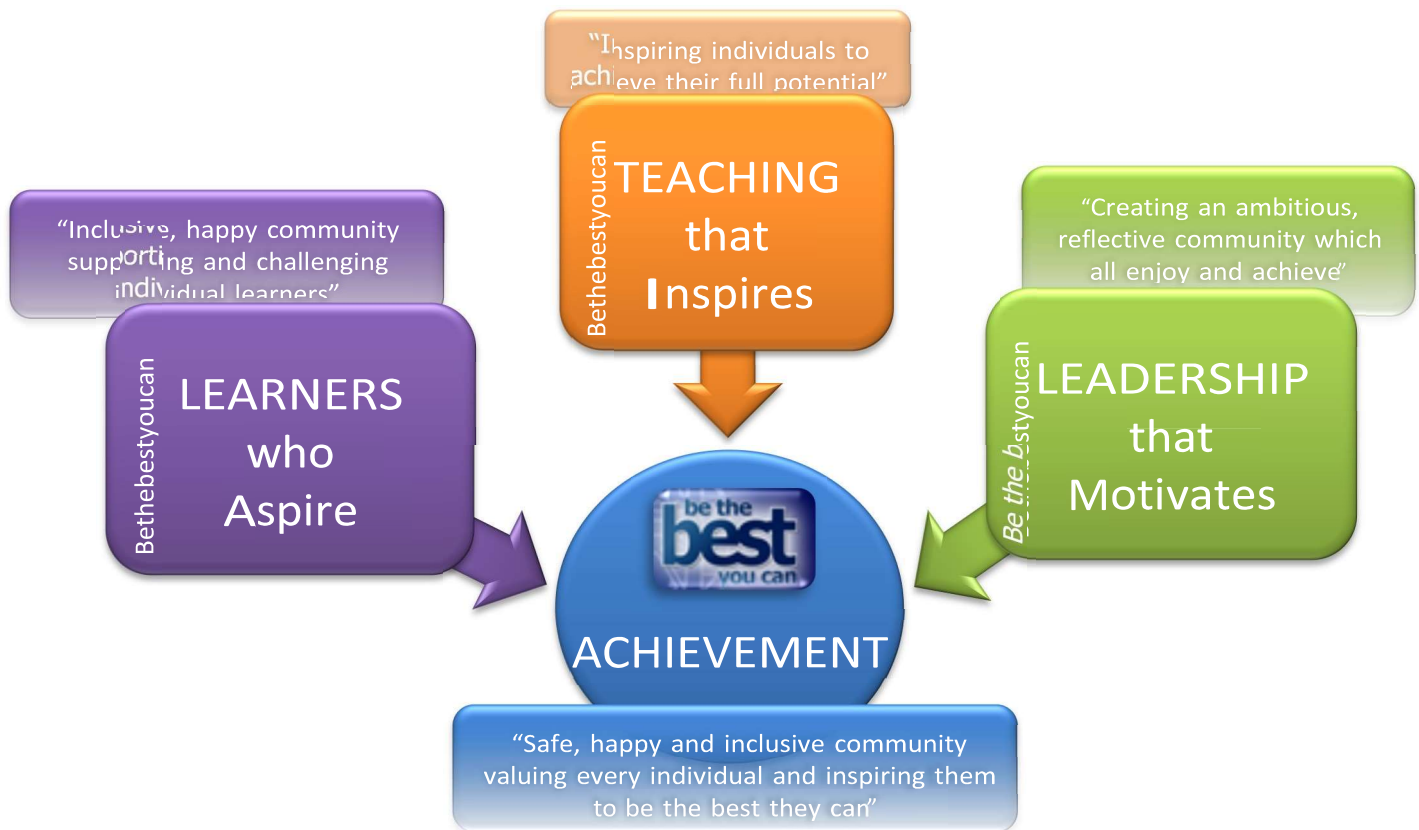 “Inspiring individuals to
achieve their full potential”
Bethebestyoucan
TEACHING
that
Inspires
“Inclusive, happy community
supporting and challenging
individual learners”
Bethebestyoucan
LEARNERS
who
Aspire
“Creating an ambitious,
reflective community which
all enjoy and achieve”
Be the bestyoucan
LEADERSHIP
that
Motivates
be the
best
you can
ACHIEVEMENT
“Safe, happy and inclusive community
valuing every individual and inspiring them
to be the best they can”